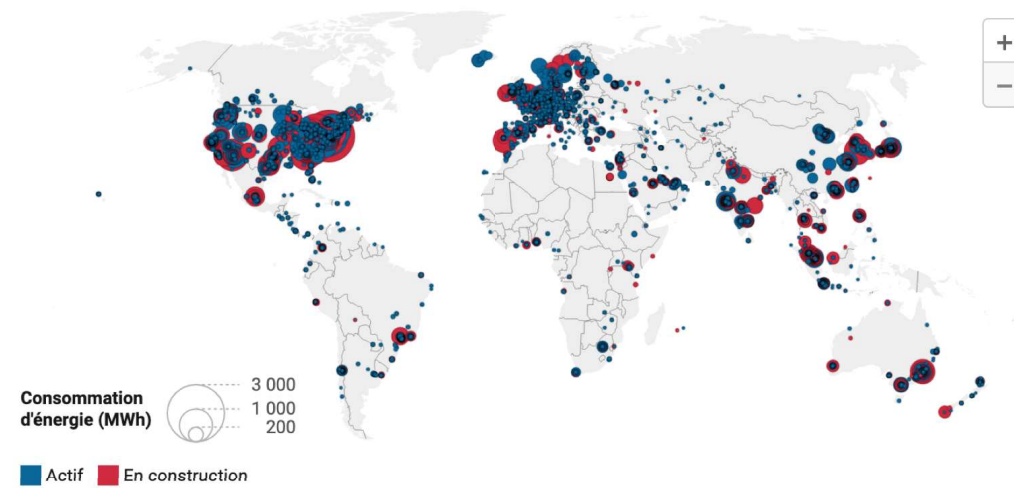 +
−
Consommation
d'énergie (MWh)
3 000
1 000
200
Actif
En construction